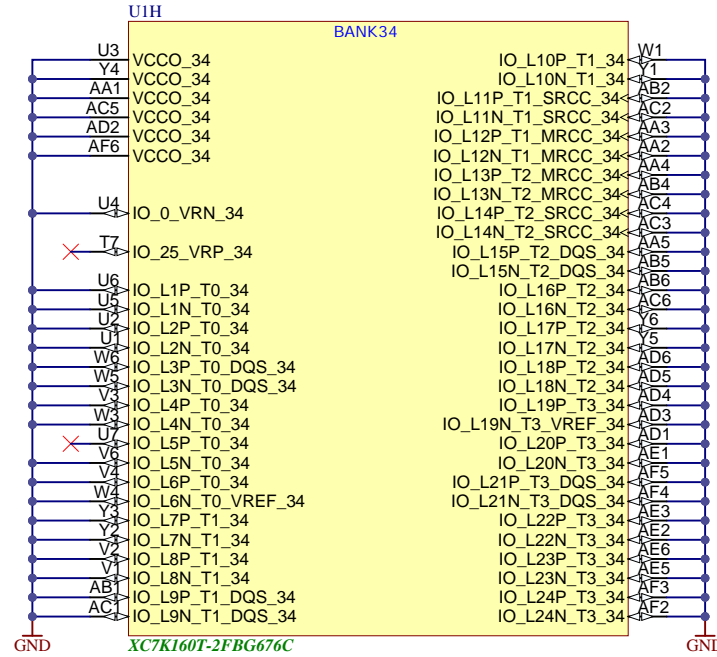 U1H
BANK34
U3 VCCO_34 IO_L10P_T1_34 W1
Y4 VCCO_34 IO_L10N_T1_34 Y1
AA1 VCCO_34 IO_L11P_T1_SRCC_34 AB2
AC5 VCCO_34 IO_L11N_T1_SRCC_34 AC2
AD2 VCCO_34 IO_L12P_T1_MRCC_34 AA3
AF6 VCCO_34 IO_L12N_T1_MRCC_34 AA2
IO_L13P_T2_MRCC_34 AA4
IO_L13N_T2_MRCC_34 AB4
U4 IO_0_VRN_34 IO_L14P_T2_SRCC_34 AC4
IO_L14N_T2_SRCC_34 AC3
T7 IO_25_VRP_34 IO_L15P_T2_DQS_34 AA5
IO_L15N_T2_DQS_34 AB5
U6 IO_L1P_T0_34 IO_L16P_T2_34 AB6
U5 IO_L1N_T0_34 IO_L16N_T2_34 AC6
U2 IO_L2P_T0_34 IO_L17P_T2_34 Y6
U1 IO_L2N_T0_34 IO_L17N_T2_34 Y5
W6 IO_L3P_T0_DQS_34 IO_L18P_T2_34 AD6
W5 IO_L3N_T0_DQS_34 IO_L18N_T2_34 AD5
V3 IO_L4P_T0_34 IO_L19P_T3_34 AD4
W3 IO_L4N_T0_34 IO_L19N_T3_VREF_34 AD3
U7 IO_L5P_T0_34 IO_L20P_T3_34 AD1
V6 IO_L5N_T0_34 IO_L20N_T3_34 AE1
V4 IO_L6P_T0_34 IO_L21P_T3_DQS_34 AF5
W4 IO_L6N_T0_VREF_34 IO_L21N_T3_DQS_34 AF4
Y3 IO_L7P_T1_34 IO_L22P_T3_34 AE3
Y2 IO_L7N_T1_34 IO_L22N_T3_34 AE2
V2 IO_L8P_T1_34 IO_L23P_T3_34 AE6
V1 IO_L8N_T1_34 IO_L23N_T3_34 AE5
AB1 IO_L9P_T1_DQS_34 IO_L24P_T3_34 AF3
AC1 IO_L9N_T1_DQS_34 IO_L24N_T3_34 AF2
GND XC7K160T-2FBG676C GND